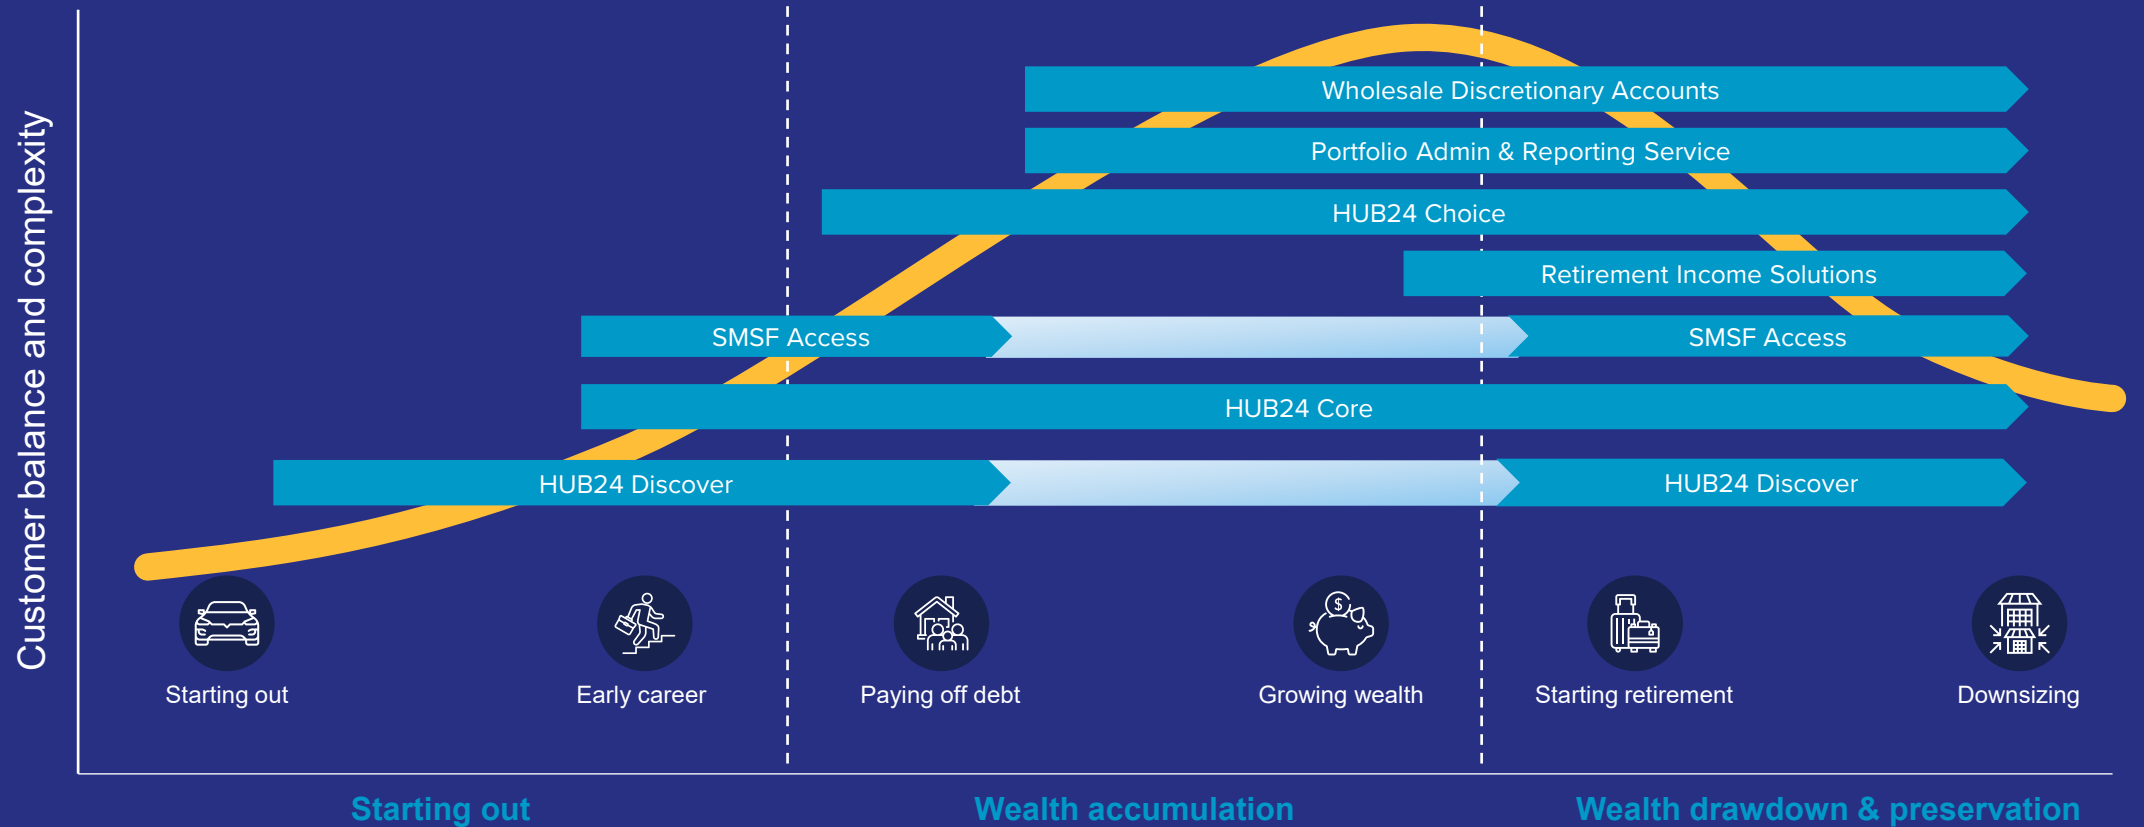 Customer balance and complexity
Wholesale Discretionary Accounts
Portfolio Admin & Reporting Service
HUB24 Choice
Retirement Income Solutions
SMSF Access
SMSF Access
HUB24 Core
HUB24 Discover
HUB24 Discover
$
Starting out
Early career
Paying off debt
Growing wealth
Starting retirement
Downsizing
Starting out
Wealth accumulation
Wealth drawdown & preservation